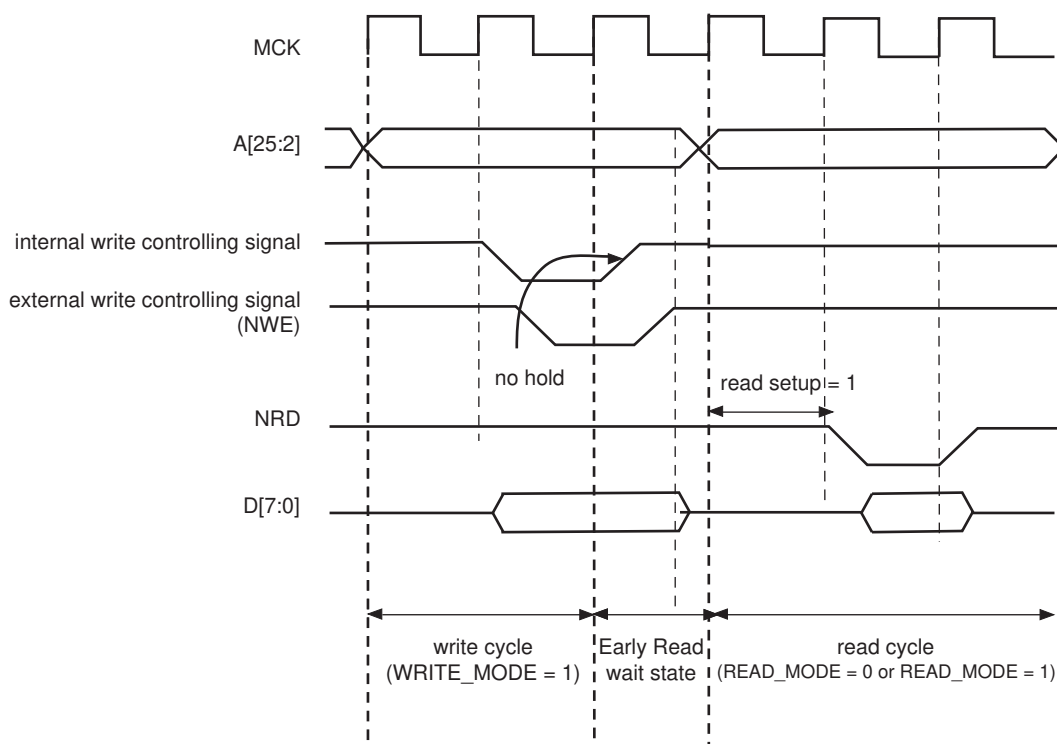 MCK
A[25:2]
internal write controlling signal
external write controlling signal
(NWE)
no hold
read setup = 1
NRD
D[7:0]
write cycle
(WRITE_MODE = 1)
Early Read
wait state
read cycle
(READ_MODE = 0 or READ_MODE = 1)